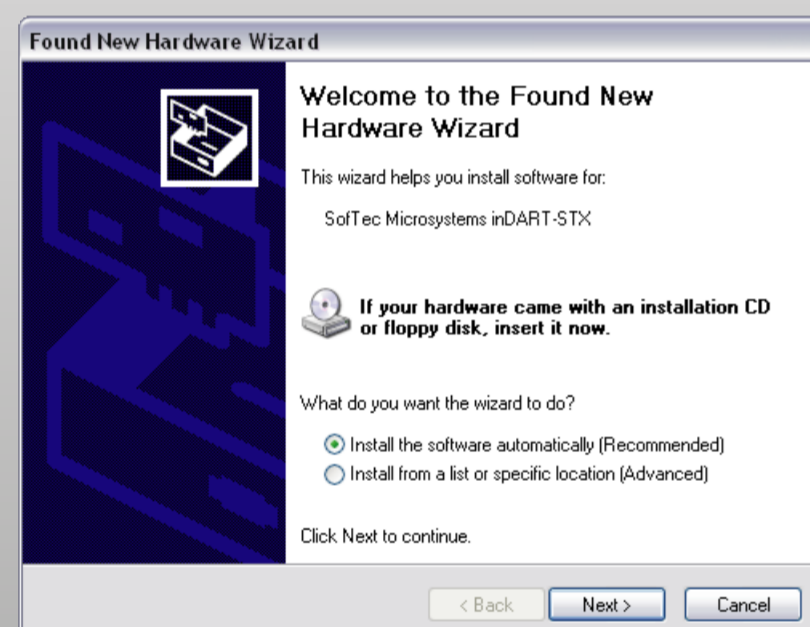 Found New Hardware Wizard
Welcome to the Found New
Hardware Wizard
This wizard helps you install software for:
SofTec Microsystems inDART-STX
If your hardware came with an installation CD
or floppy disk, insert it now.
What do you want the wizard to do?
Install the software automatically (Recommended)
Install from a list or specific location (Advanced)
Click Next to continue.
< Back Next > Cancel